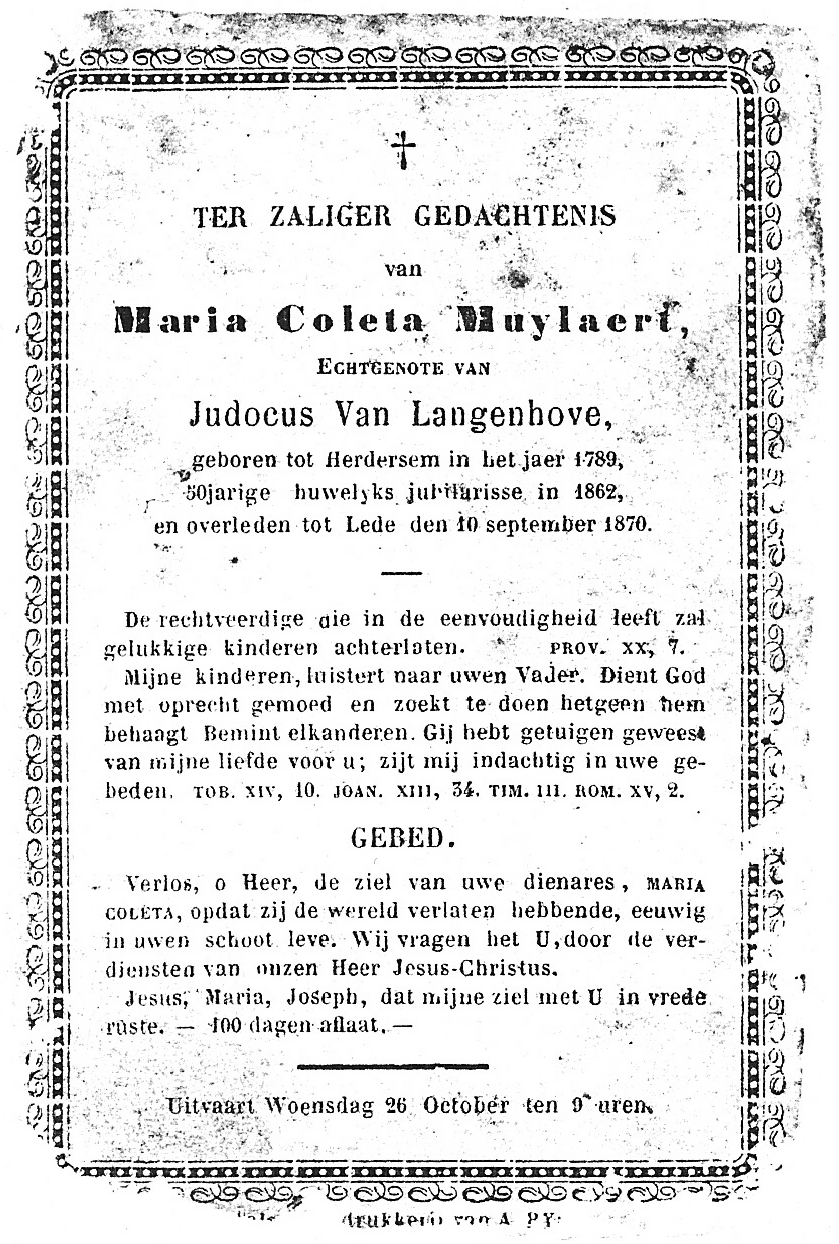 TER ZALIGER GEDACHTENIS
van
Maria Coleta Muylaert,
ECHTGENOTE VAN
Judocus Van Langenhove,
geboren tot Herdersem in het jaer 1789,
50jarige huwelyks jubilarisse in 1862,
en overleden tot Lede den 10 september 1870.
De rechtveerdige die in de eenvoudigheid leeft zal
gelukkige kinderen achterlaten. PROV. XX, 7.
Mijne kinderen, luistert naar uwen Vader. Dient God
met oprecht gemoed en zoekt te doen hetgeen hem
behaagt Bemint elkanderen. Gij hebt getuigen geweest
van mijne liefde voor u; zijt mij indachtig in uwe ge-
beden. TOB. XIV, 10. JOAN. XIII, 34. TIM. III. ROM. XV, 2.
GEBED.
Verlos, o Heer, de ziel van uwe dienares, MARIA
COLETA, opdat zij de wereld verlaten hebbende, eeuwig
in uwen schoot leve. Wij vragen het U, door de ver-
diensten van onzen Heer Jesus-Christus.
Jesus, Maria, Joseph, dat mijne ziel met U in vrede
ruste. — 100 dagen aflaat. —
Uitvaart Woensdag 26 October ten 9 uren.
drukkerij van A. PY